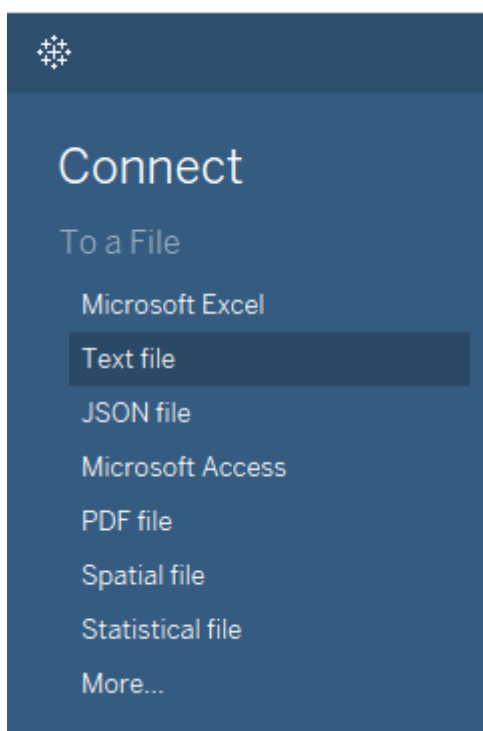 Connect
To a File
Microsoft Excel
Text file
JSON file
Microsoft Access
PDF file
Spatial file
Statistical file
More...